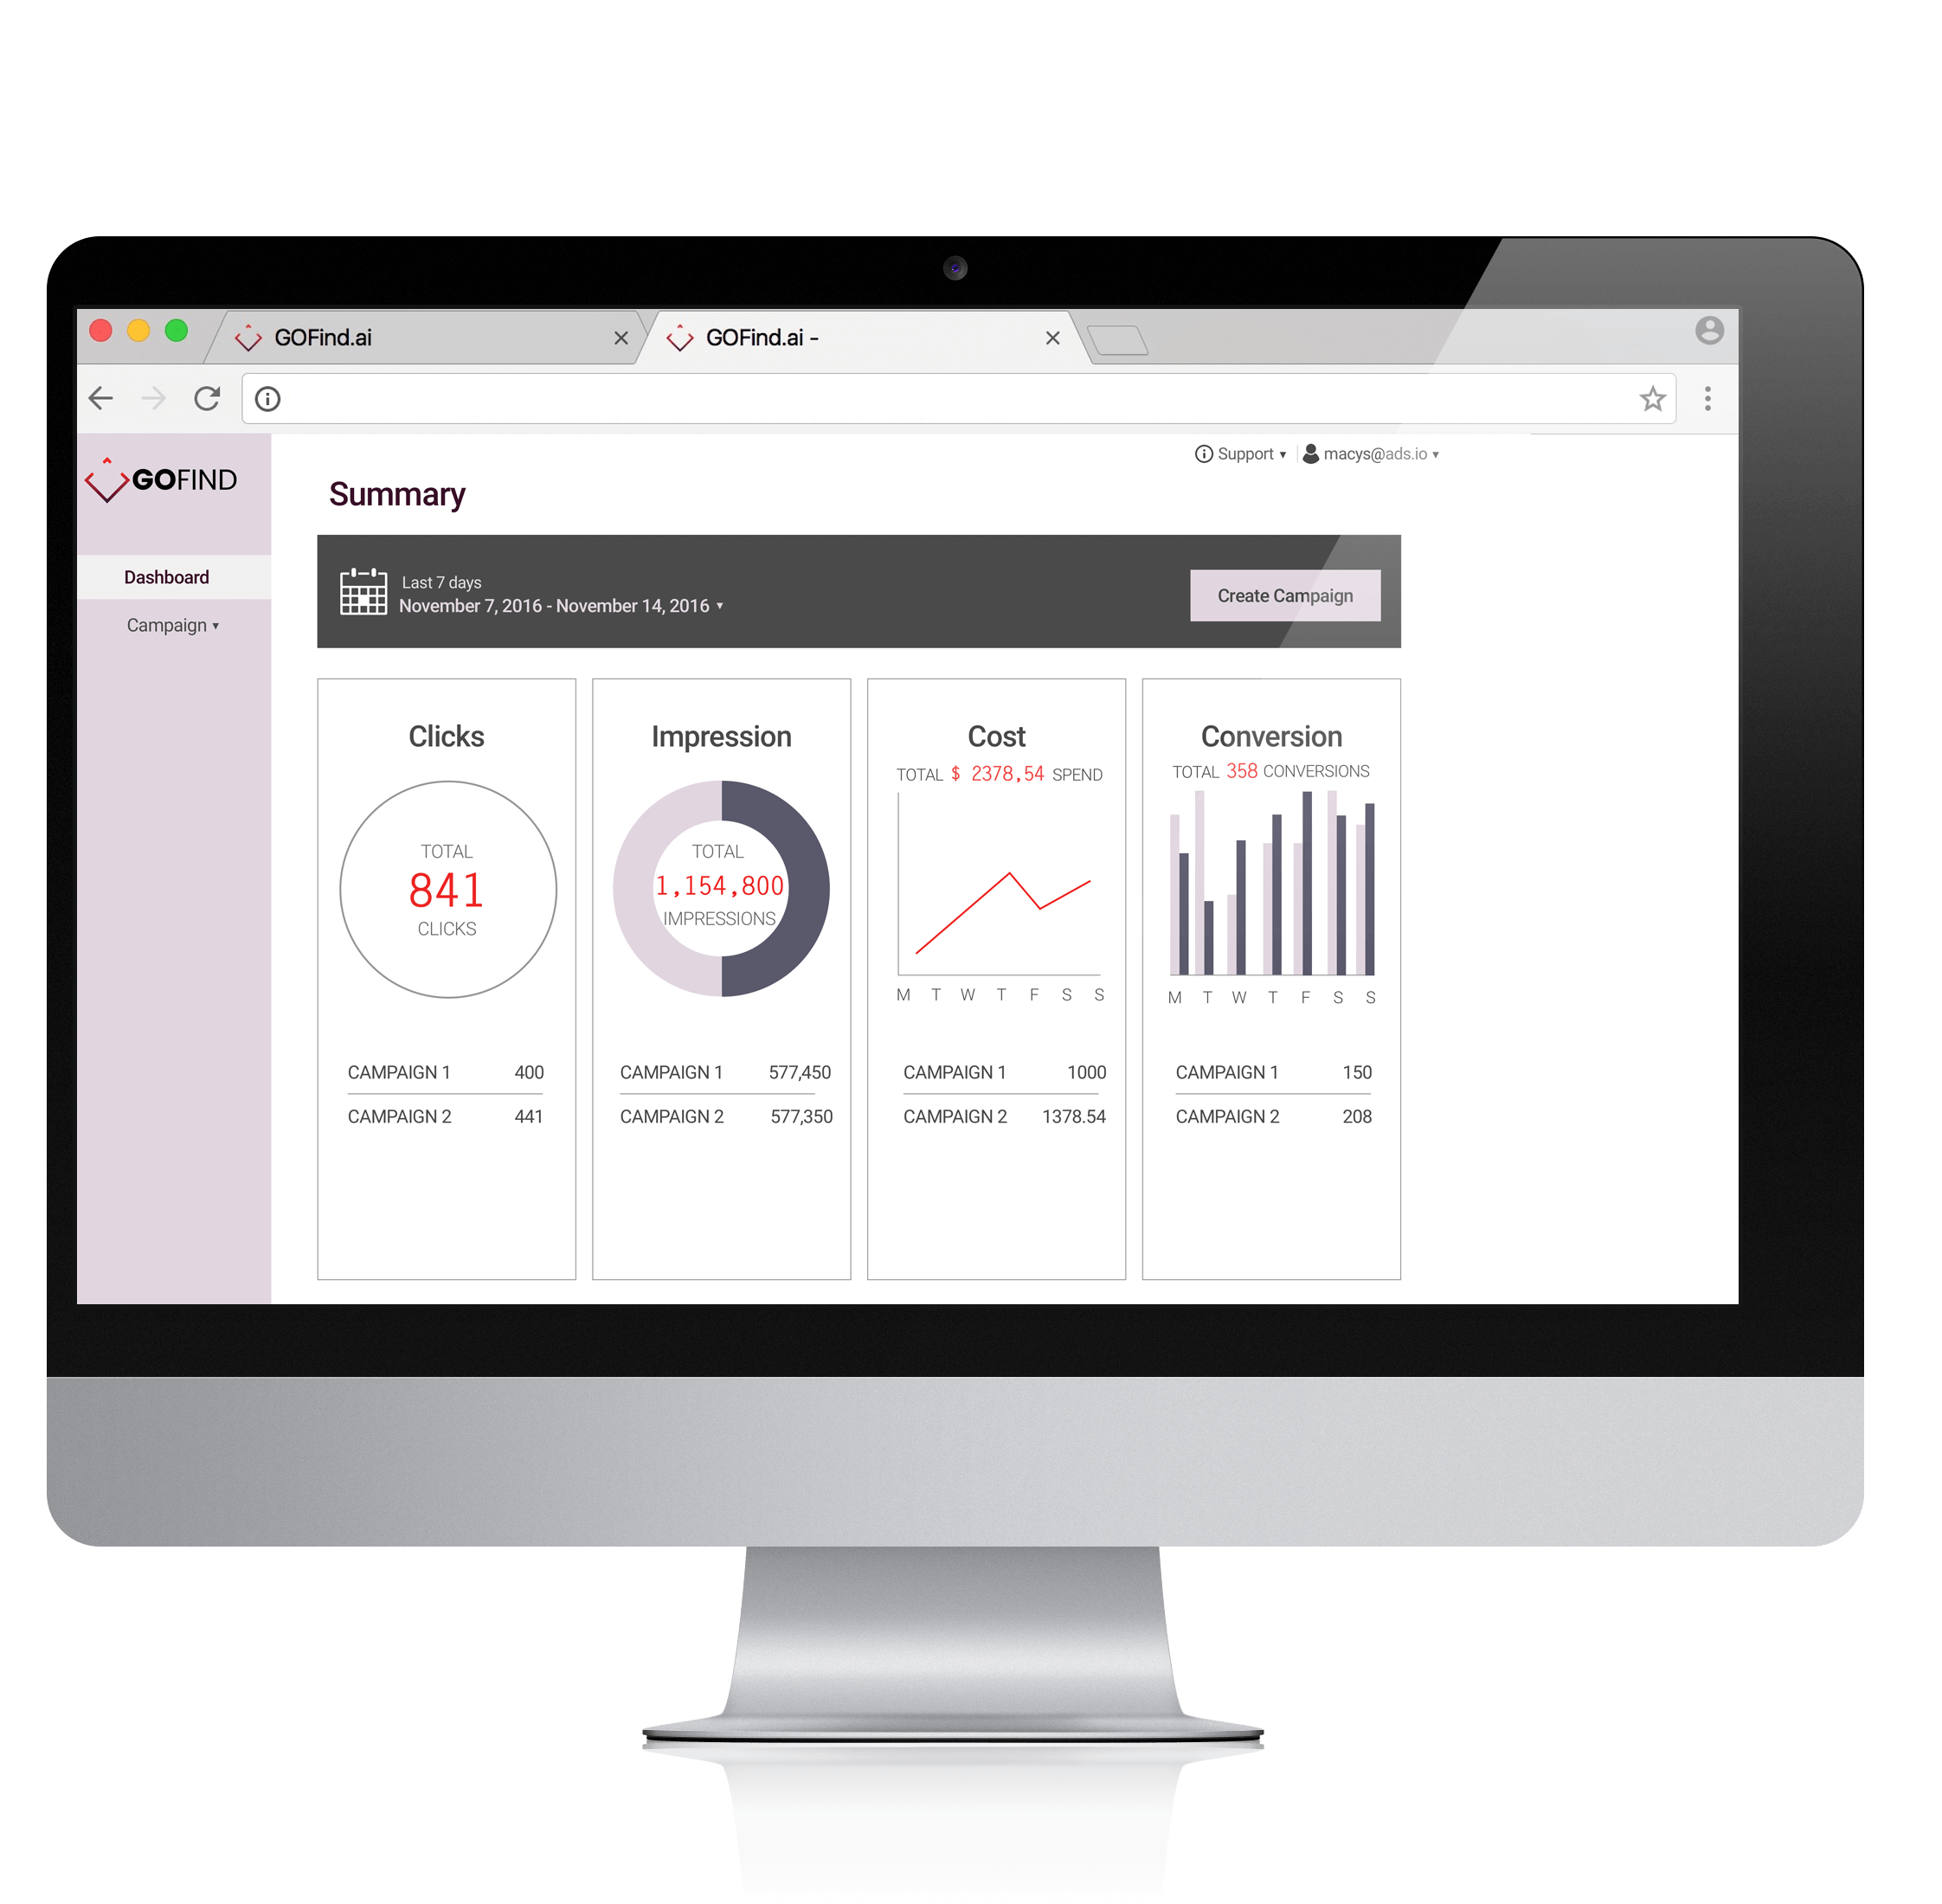 GOFind.ai
GOFind.ai -
GOFIND
Support
macys@ads.io
Summary
Dashboard
Campaign
Last 7 days
November 7, 2016 - November 14, 2016
Create Campaign
Clicks
TOTAL
841
CLICKS
CAMPAIGN 1 400
CAMPAIGN 2 441
Impression
TOTAL
1,154,800
IMPRESSIONS
CAMPAIGN 1 577,450
CAMPAIGN 2 577,350
Cost
TOTAL $ 2378,54 SPEND
M T W T F S S
CAMPAIGN 1 1000
CAMPAIGN 2 1378.54
Conversion
TOTAL 358 CONVERSIONS
M T W T F S S
CAMPAIGN 1 150
CAMPAIGN 2 208